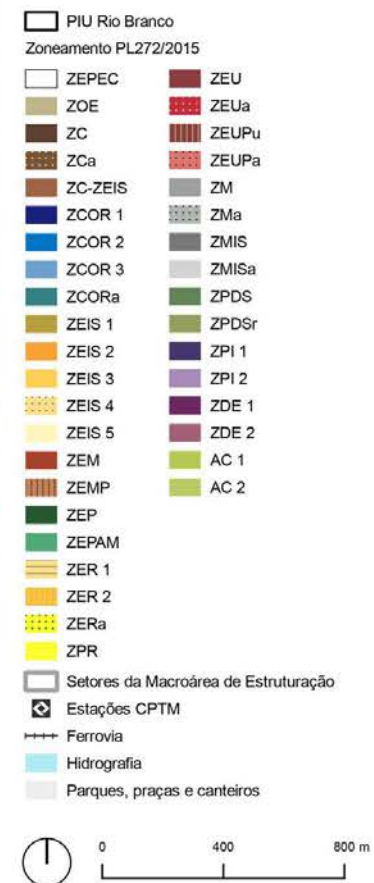 PIU Rio Branco
Zoneamento PL272/2015
ZEPEC
ZOE
ZC
ZCa
ZC-ZEIS
ZCOR 1
ZCOR 2
ZCOR 3
ZCORa
ZEIS 1
ZEIS 2
ZEIS 3
ZEIS 4
ZEIS 5
ZEM
ZEMP
ZEP
ZEPAM
ZER 1
ZER 2
ZERa
ZPR
ZEU
ZEUa
ZEUPu
ZEUPa
ZM
ZMa
ZMIS
ZMISa
ZPDS
ZPDSr
ZPI 1
ZPI 2
ZDE 1
ZDE 2
AC 1
AC 2
Setores da Macroárea de Estruturação
Estações CPTM
Ferrovia
Hidrografia
Parques, praças e canteiros
0 400 800 m